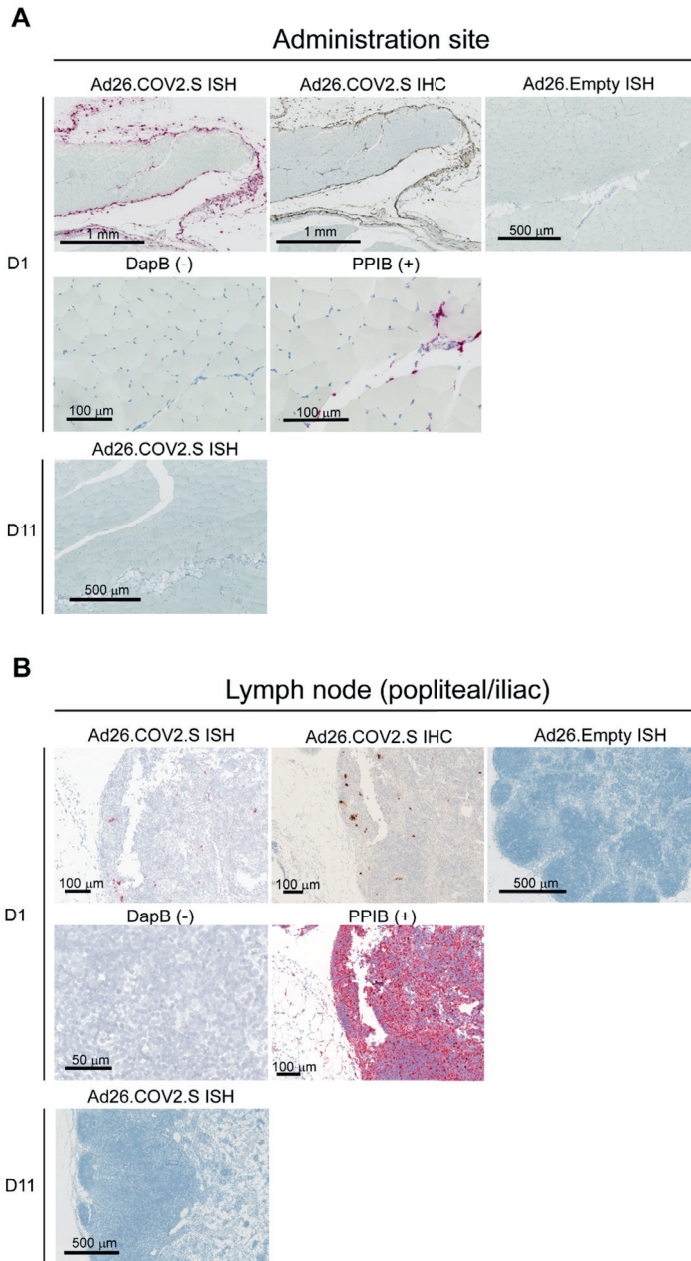 A
Administration site
Ad26.COV2.S ISH Ad26.COV2.S IHC Ad26.Empty ISH
1 mm 1 mm 500 μm
D1
DapB (-) PPIB (+)
100 μm 100 μm
Ad26.COV2.S ISH
D11
500 μm
B
Lymph node (popliteal/iliac)
Ad26.COV2.S ISH Ad26.COV2.S IHC Ad26.Empty ISH
100 μm 100 μm 500 μm
D1
DapB (-) PPIB (+)
50 μm 100 μm
Ad26.COV2.S ISH
D11
500 μm